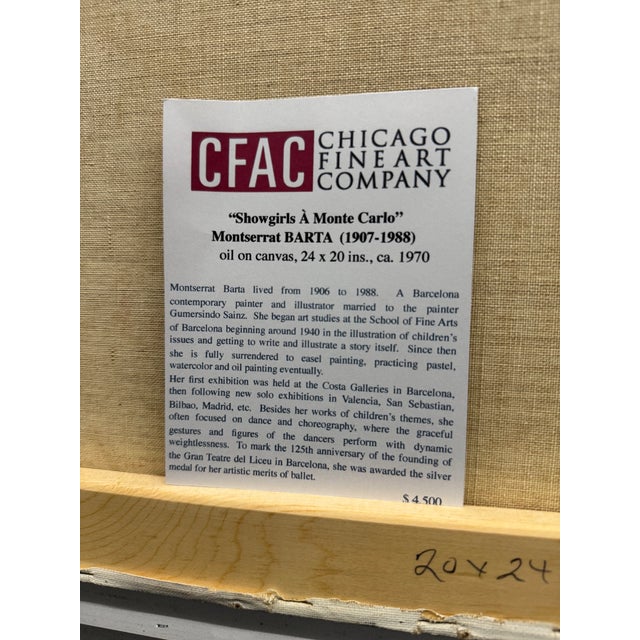 CFAC
CHICAGO
FINE ART
COMPANY
“Showgirls À Monte Carlo”
Montserrat BARTA (1907-1988)
oil on canvas, 24 x 20 ins., ca. 1970
Montserrat Barta lived from 1906 to 1988. A Barcelona
contemporary painter and illustrator married to the painter
Gumersindo Sainz. She began art studies at the School of Fine Arts
of Barcelona beginning around 1940 in the illustration of children's
issues and getting to write and illustrate a story itself. Since then
she is fully surrendered to easel painting, practicing pastel,
watercolor and oil painting eventually.
Her first exhibition was held at the Costa Galleries in Barcelona,
then following new solo exhibitions in Valencia, San Sebastian,
Bilbao, Madrid, etc. Besides her works of children's themes, she
often focused on dance and choreography, where the graceful
gestures and figures of the dancers perform with dynamic
weightlessness. To mark the 125th anniversary of the founding of
the Gran Teatre del Liceu in Barcelona, she was awarded the silver
medal for her artistic merits of ballet.
$ 4,500
20 x 24